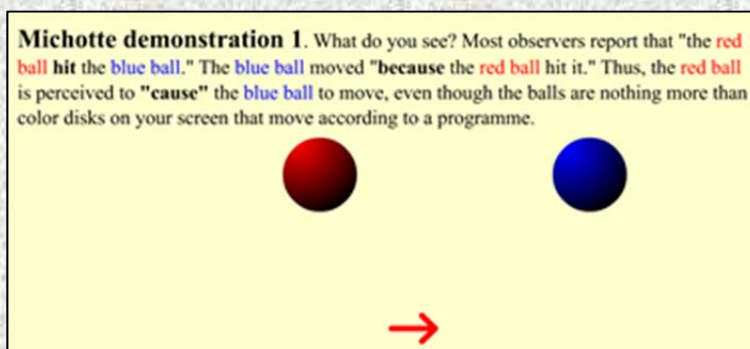 Michotte demonstration 1. What do you see? Most observers report that "the red
ball hit the blue ball." The blue ball moved "because the red ball hit it." Thus, the red ball
is perceived to "cause" the blue ball to move, even though the balls are nothing more than
color disks on your screen that move according to a programme.